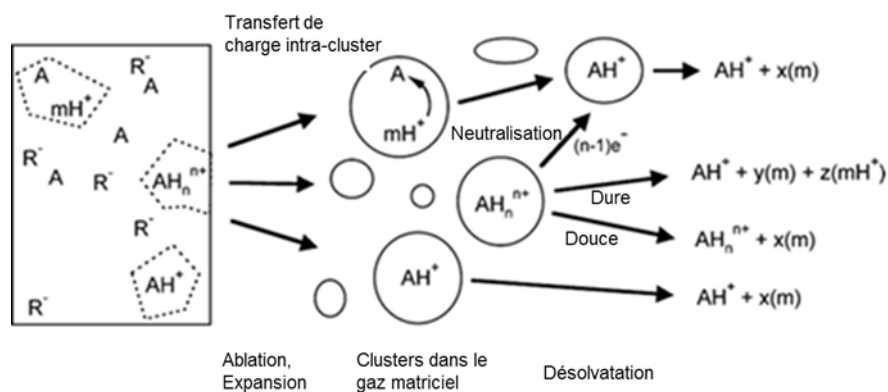 Transfert de
charge intra-cluster
A
mH⁺
R⁻
A
A
R⁻
A
R⁻
AHₙⁿ⁺
R⁻
AH⁺
R⁻
A
mH⁺
Neutralisation
AH⁺
AH⁺ + x(m)
(n-1)e⁻
AHₙⁿ⁺
Dure
AH⁺ + y(m) + z(mH⁺)
Douce
AHₙⁿ⁺ + x(m)
AH⁺
AH⁺ + x(m)
Ablation,
Expansion
Clusters dans le
gaz matriciel
Désolvatation